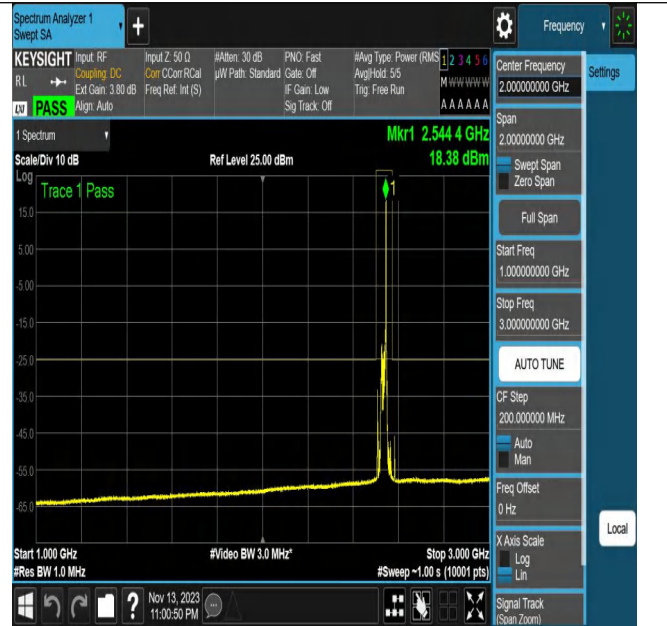 Spectrum Analyzer 1
Swept SA
+
Frequency
KEYSIGHT
RL
LXI PASS
Input: RF
Coupling: DC
Ext Gain: 3.80 dB
Align: Auto
Input Z: 50 Ω
Corr CCorr RCal
Freq Ref: Int (S)
#Atten: 30 dB
µW Path: Standard
PNO: Fast
Gate: Off
IF Gain: Low
Sig Track: Off
#Avg Type: Power (RMS
Avg|Hold: 5/5
Trig: Free Run
1 2 3 4 5 6
M W W W W W
A A A A A A
1 Spectrum
Scale/Div 10 dB
Log
Ref Level 25.00 dBm
Mkr1 2.544 4 GHz
18.38 dBm
Trace 1 Pass
1
15.0
5.00
-5.00
-15.0
-25.0
-35.0
-45.0
-55.0
-65.0
Start 1.000 GHz
#Res BW 1.0 MHz
#Video BW 3.0 MHz*
Stop 3.000 GHz
#Sweep ~1.00 s (10001 pts)
Nov 13, 2023
11:00:50 PM
?
Center Frequency
2.000000000 GHz
Span
2.00000000 GHz
Swept Span
Zero Span
Full Span
Start Freq
1.000000000 GHz
Stop Freq
3.000000000 GHz
AUTO TUNE
CF Step
200.000000 MHz
Auto
Man
Freq Offset
0 Hz
X Axis Scale
Log
Lin
Signal Track
(Span Zoom)
Settings
Local